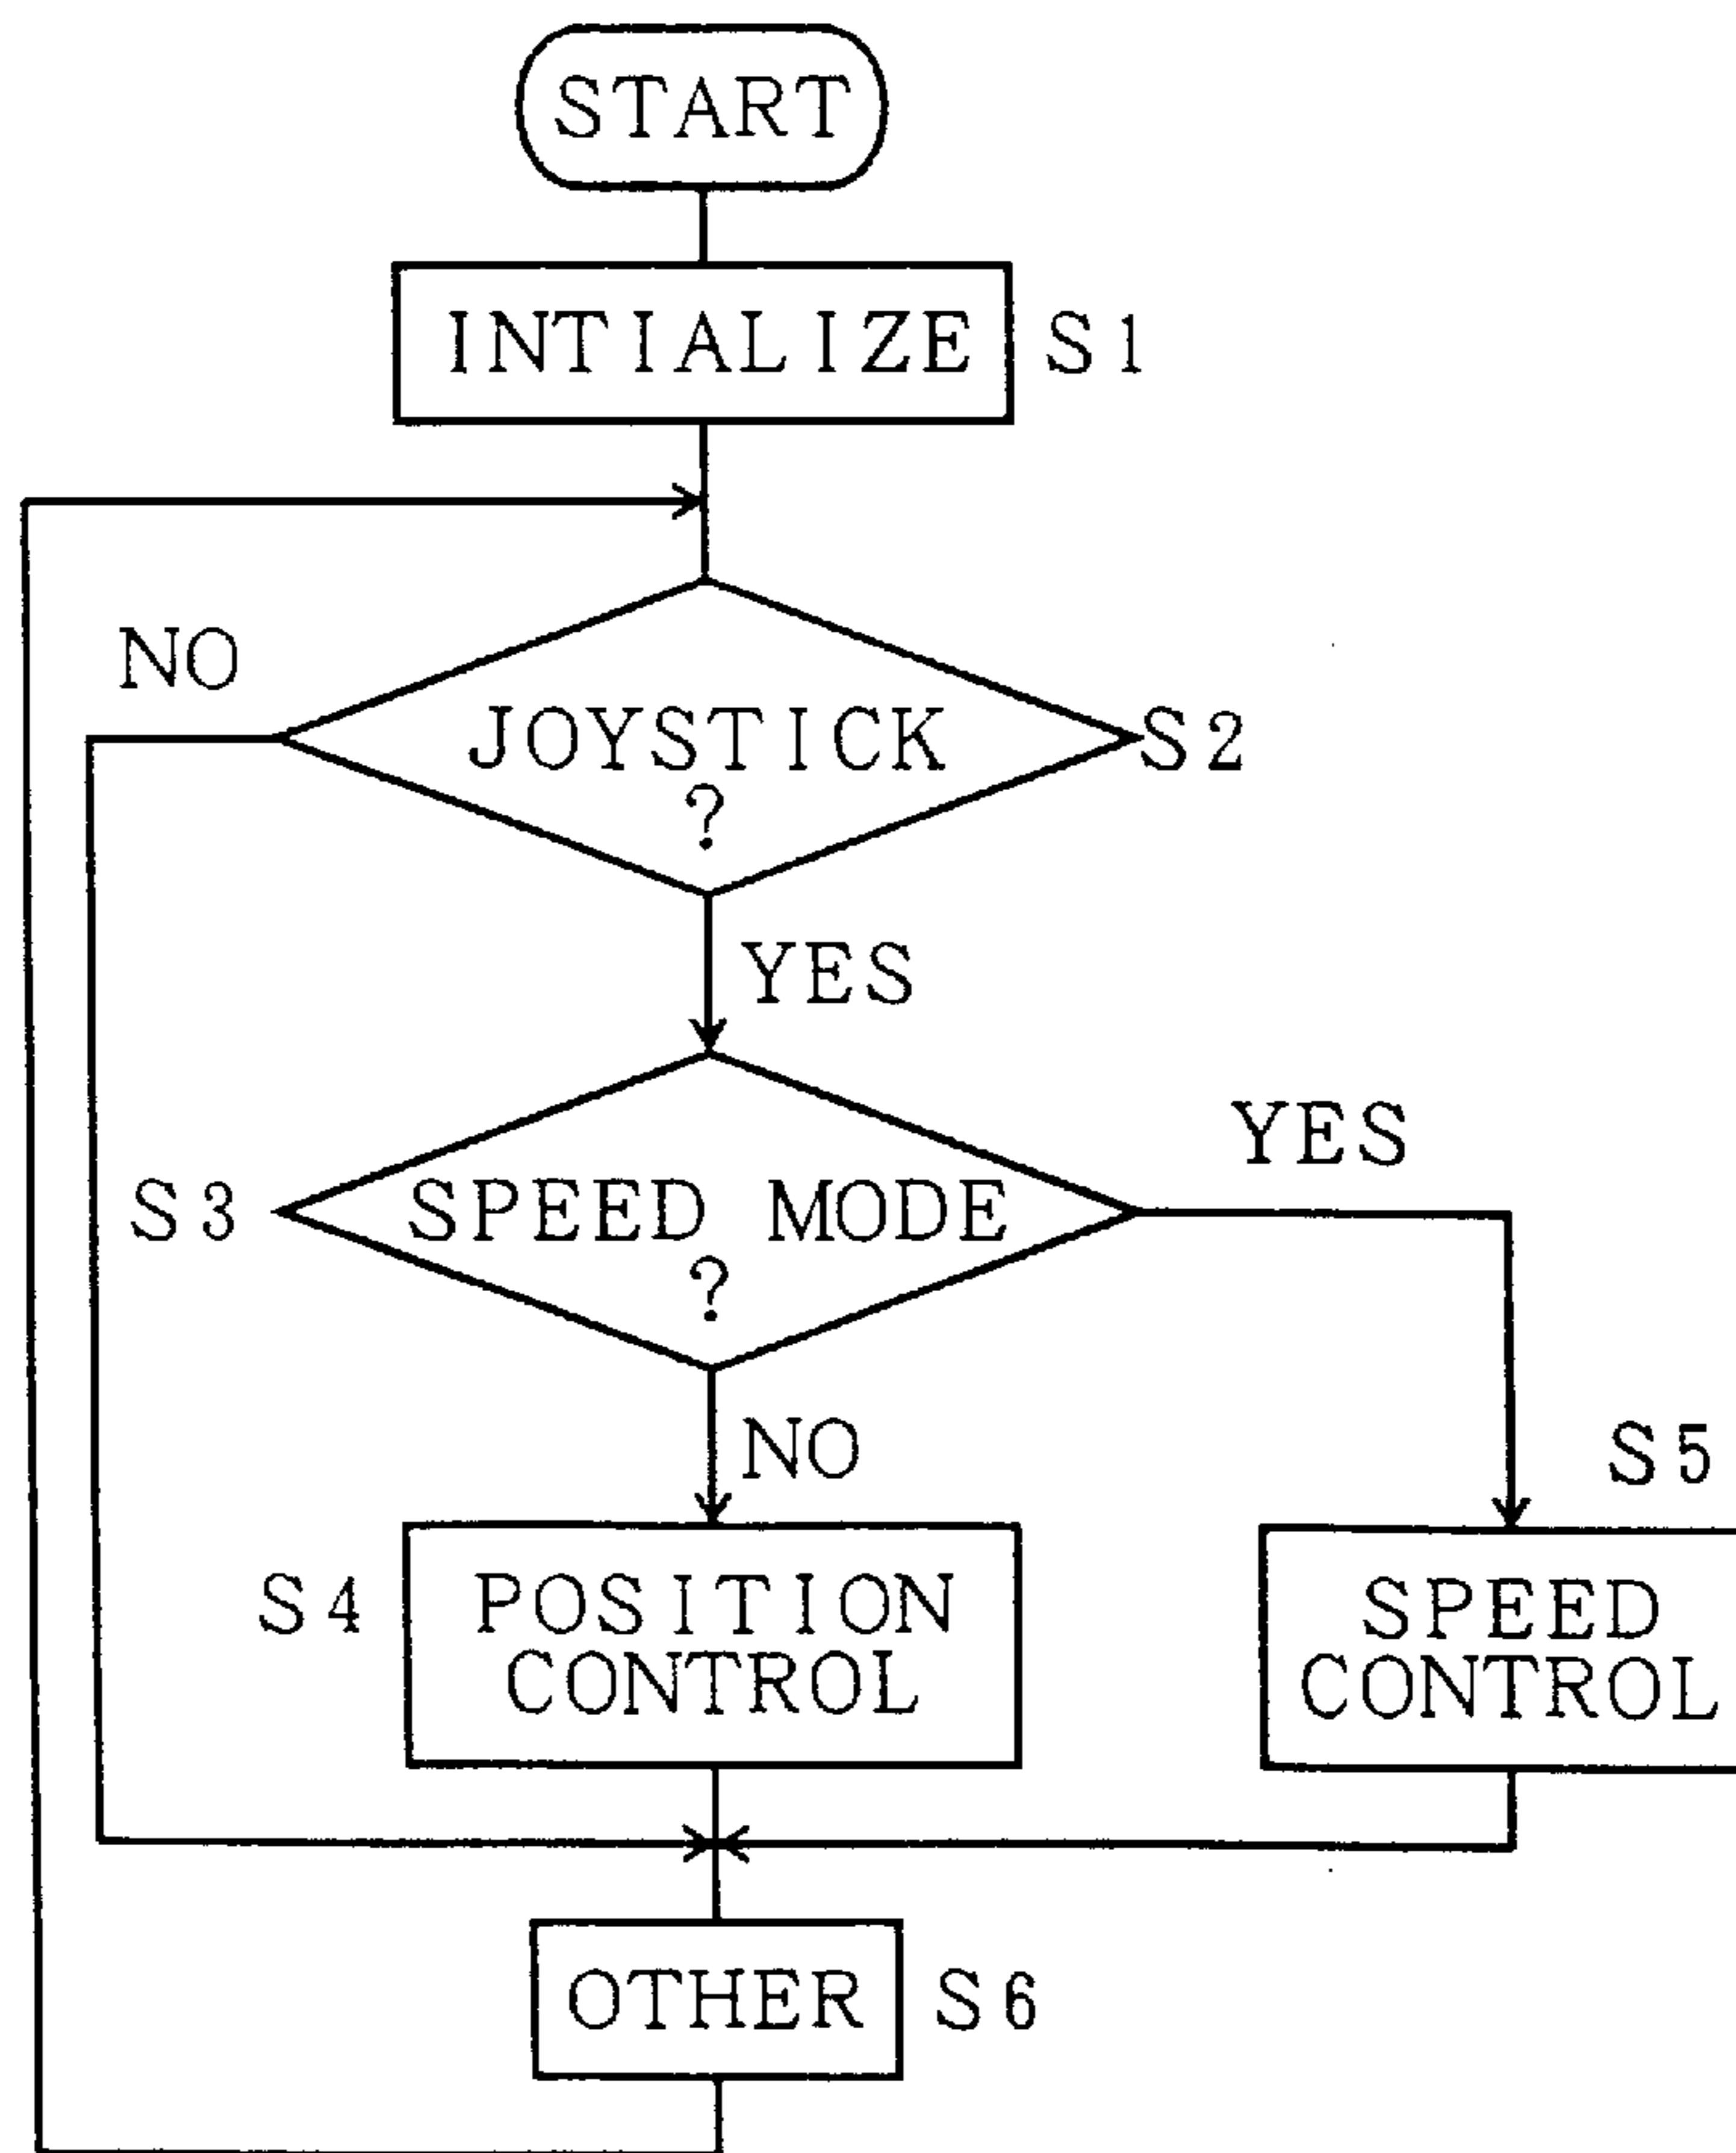 START
INTIALIZE S1
NO
JOYSTICK S2
?
YES
YES
S3 SPEED MODE
?
NO
S5
S4 POSITION
CONTROL
SPEED
CONTROL
OTHER S6